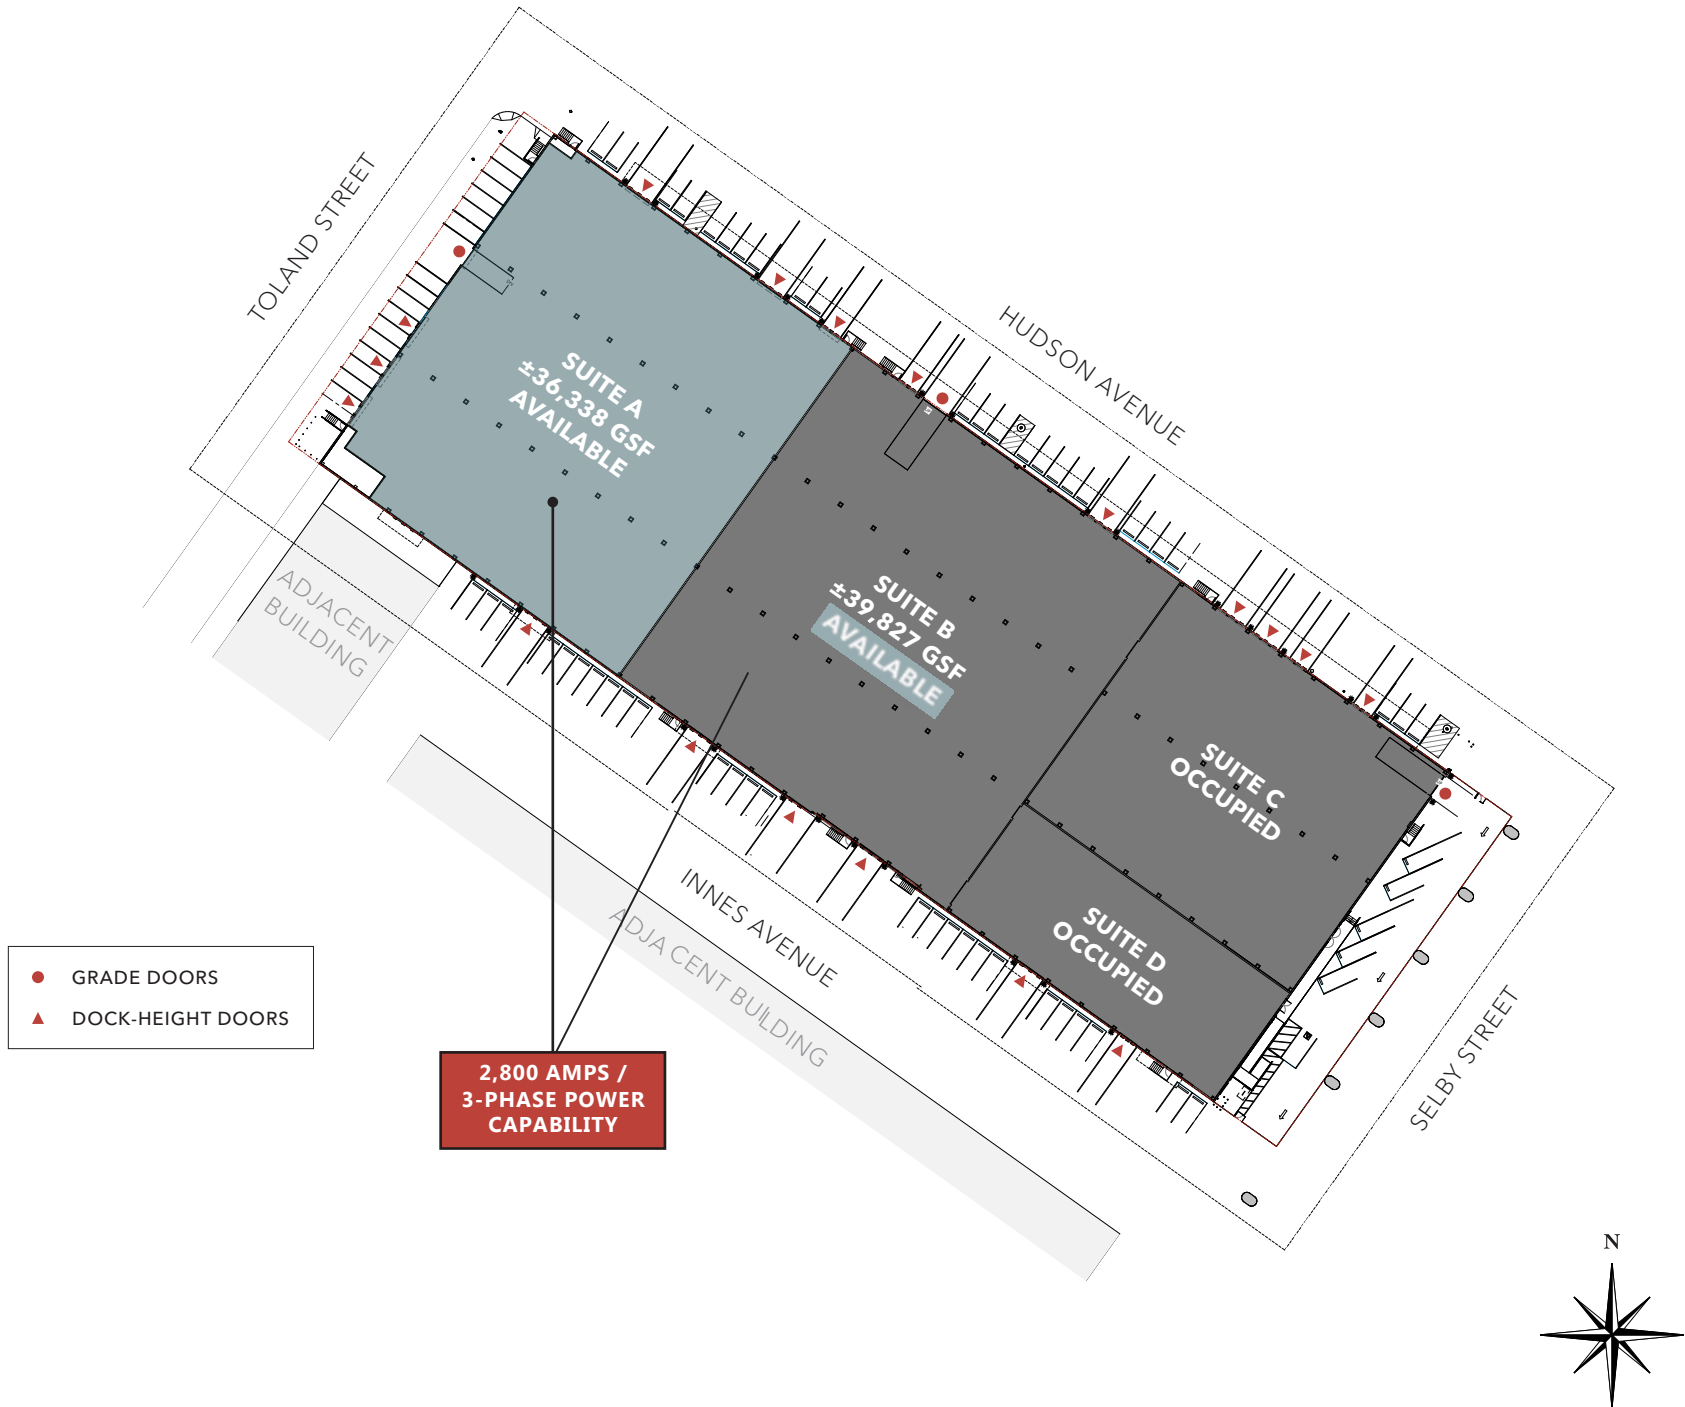 TOLAND STREET
HUDSON AVENUE
SUITE A
±36,338 GSF
AVAILABLE
SUITE B
±39,827 GSF
AVAILABLE
SUITE C
OCCUPIED
SUITE D
OCCUPIED
ADJACENT
BUILDING
INNES AVENUE
ADJA CENT BUILDING
SELBY STREET
GRADE DOORS
DOCK-HEIGHT DOORS
2,800 AMPS /
3-PHASE POWER
CAPABILITY
N